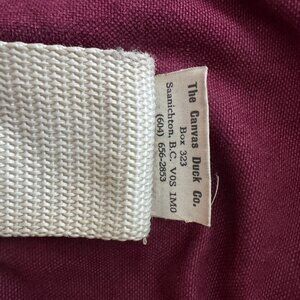 The Canvas Duck Co.
Box 323
Saanichton, B.C. V0S 1M0
(604) 656-2853